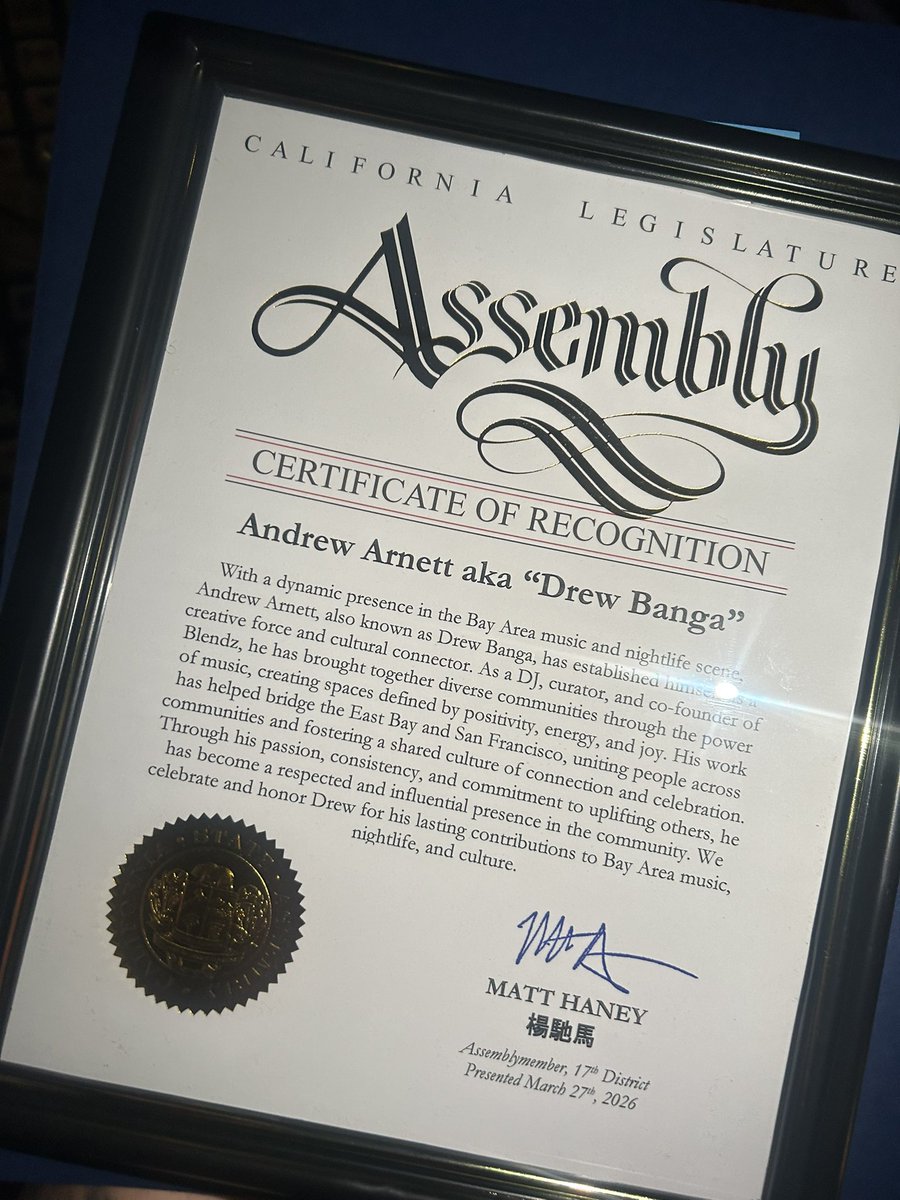 CALIFORNIA LEGISLATURE
Assembly
CERTIFICATE OF RECOGNITION
Andrew Arnett aka “Drew Banga”
With a dynamic presence in the Bay Area music and nightlife scene,
Andrew Arnett, also known as Drew Banga, has established himself as a
creative force and cultural connector. As a DJ, curator, and co-founder of
Blendz, he has brought together diverse communities through the power
of music, creating spaces defined by positivity, energy, and joy. His work
has helped bridge the East Bay and San Francisco, uniting people across
communities and fostering a shared culture of connection and celebration.
Through his passion, consistency, and commitment to uplifting others, he
has become a respected and influential presence in the community. We
celebrate and honor Drew for his lasting contributions to Bay Area music,
nightlife, and culture.
MATT HANEY
楊馳馬
Assemblymember, 17th District
Presented March 27th, 2026